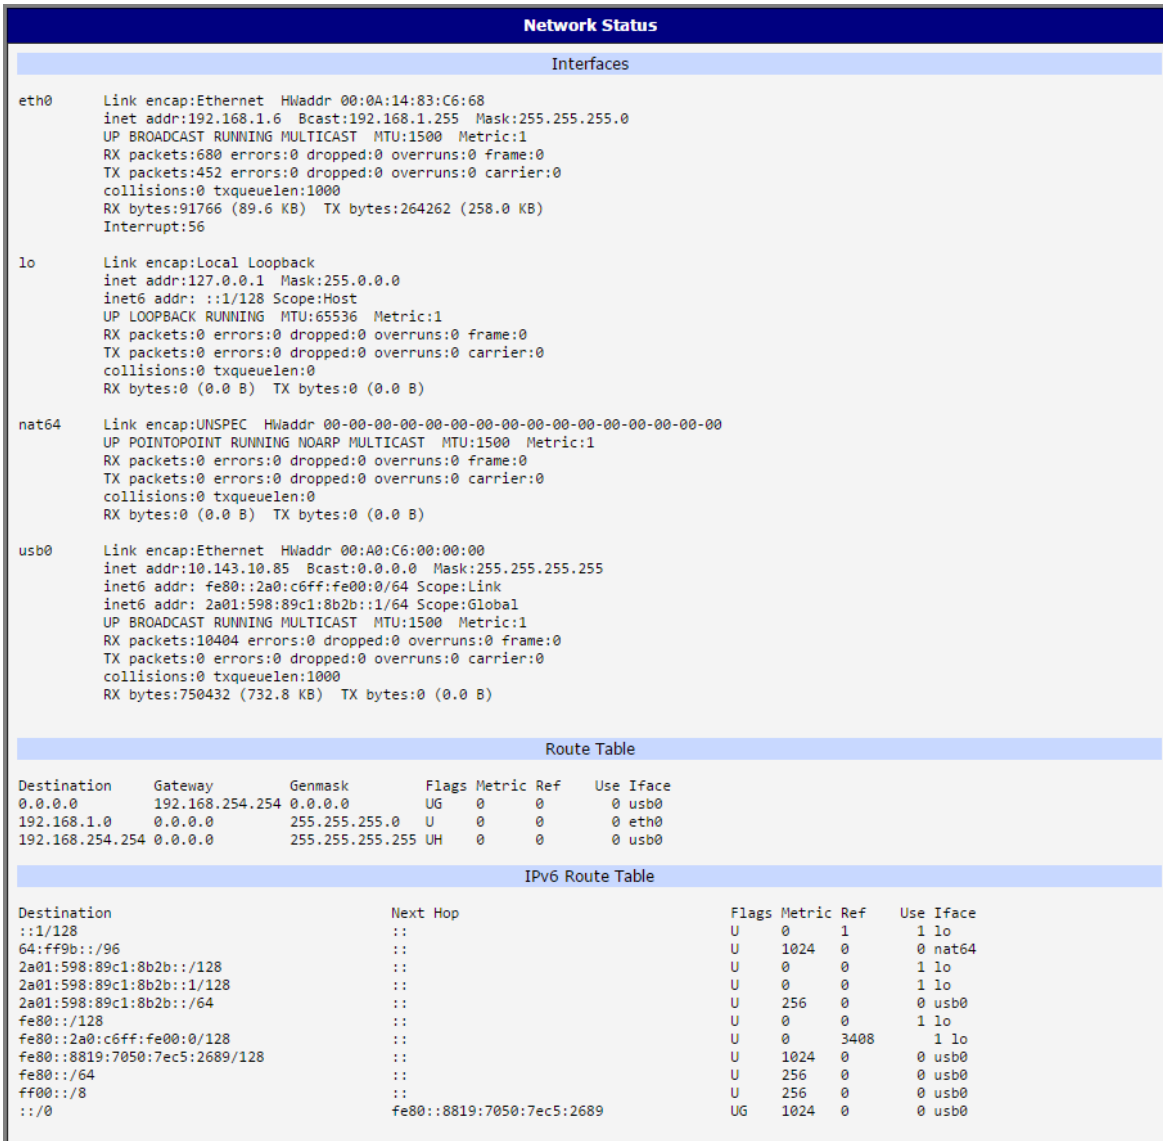 Network Status
Interfaces
eth0      Link encap:Ethernet  HWaddr 00:0A:14:83:C6:68
          inet addr:192.168.1.6  Bcast:192.168.1.255  Mask:255.255.255.0
          UP BROADCAST RUNNING MULTICAST  MTU:1500  Metric:1
          RX packets:680 errors:0 dropped:0 overruns:0 frame:0
          TX packets:452 errors:0 dropped:0 overruns:0 carrier:0
          collisions:0 txqueuelen:1000
          RX bytes:91766 (89.6 KB)  TX bytes:264262 (258.0 KB)
          Interrupt:56
lo        Link encap:Local Loopback
          inet addr:127.0.0.1  Mask:255.0.0.0
          inet6 addr: ::1/128 Scope:Host
          UP LOOPBACK RUNNING  MTU:65536  Metric:1
          RX packets:0 errors:0 dropped:0 overruns:0 frame:0
          TX packets:0 errors:0 dropped:0 overruns:0 carrier:0
          collisions:0 txqueuelen:0
          RX bytes:0 (0.0 B)  TX bytes:0 (0.0 B)
nat64     Link encap:UNSPEC  HWaddr 00-00-00-00-00-00-00-00-00-00-00-00-00-00-00-00
          UP POINTOPOINT RUNNING NOARP MULTICAST  MTU:1500  Metric:1
          RX packets:0 errors:0 dropped:0 overruns:0 frame:0
          TX packets:0 errors:0 dropped:0 overruns:0 carrier:0
          collisions:0 txqueuelen:0
          RX bytes:0 (0.0 B)  TX bytes:0 (0.0 B)
usb0      Link encap:Ethernet  HWaddr 00:A0:C6:00:00:00
          inet addr:10.143.10.85  Bcast:0.0.0.0  Mask:255.255.255.255
          inet6 addr: fe80::2a0:c6ff:fe00:0/64 Scope:Link
          inet6 addr: 2a01:598:89c1:8b2b::1/64 Scope:Global
          UP BROADCAST RUNNING MULTICAST  MTU:1500  Metric:1
          RX packets:10404 errors:0 dropped:0 overruns:0 frame:0
          TX packets:0 errors:0 dropped:0 overruns:0 carrier:0
          collisions:0 txqueuelen:1000
          RX bytes:750432 (732.8 KB)  TX bytes:0 (0.0 B)
Route Table
Destination     Gateway         Genmask         Flags Metric Ref    Use Iface
0.0.0.0         192.168.254.254 0.0.0.0         UG    0      0        0 usb0
192.168.1.0     0.0.0.0         255.255.255.0   U     0      0        0 eth0
192.168.254.254 0.0.0.0         255.255.255.255 UH    0      0        0 usb0
IPv6 Route Table
Destination                                 Next Hop                                Flags Metric Ref    Use Iface
::1/128                                     ::                                      U     0      1        1 lo
64:ff9b::/96                                ::                                      U     1024   0        0 nat64
2a01:598:89c1:8b2b::/128                    ::                                      U     0      0        1 lo
2a01:598:89c1:8b2b::1/128                   ::                                      U     0      0        1 lo
2a01:598:89c1:8b2b::/64                     ::                                      U     256    0        0 usb0
fe80::/128                                  ::                                      U     0      0        1 lo
fe80::2a0:c6ff:fe00:0/128                   ::                                      U     0      3408       1 lo
fe80::8819:7050:7ec5:2689/128               ::                                      U     1024   0        0 usb0
fe80::/64                                   ::                                      U     256    0        0 usb0
ff00::/8                                    ::                                      U     256    0        0 usb0
::/0                                        fe80::8819:7050:7ec5:2689               UG    1024   0        0 usb0